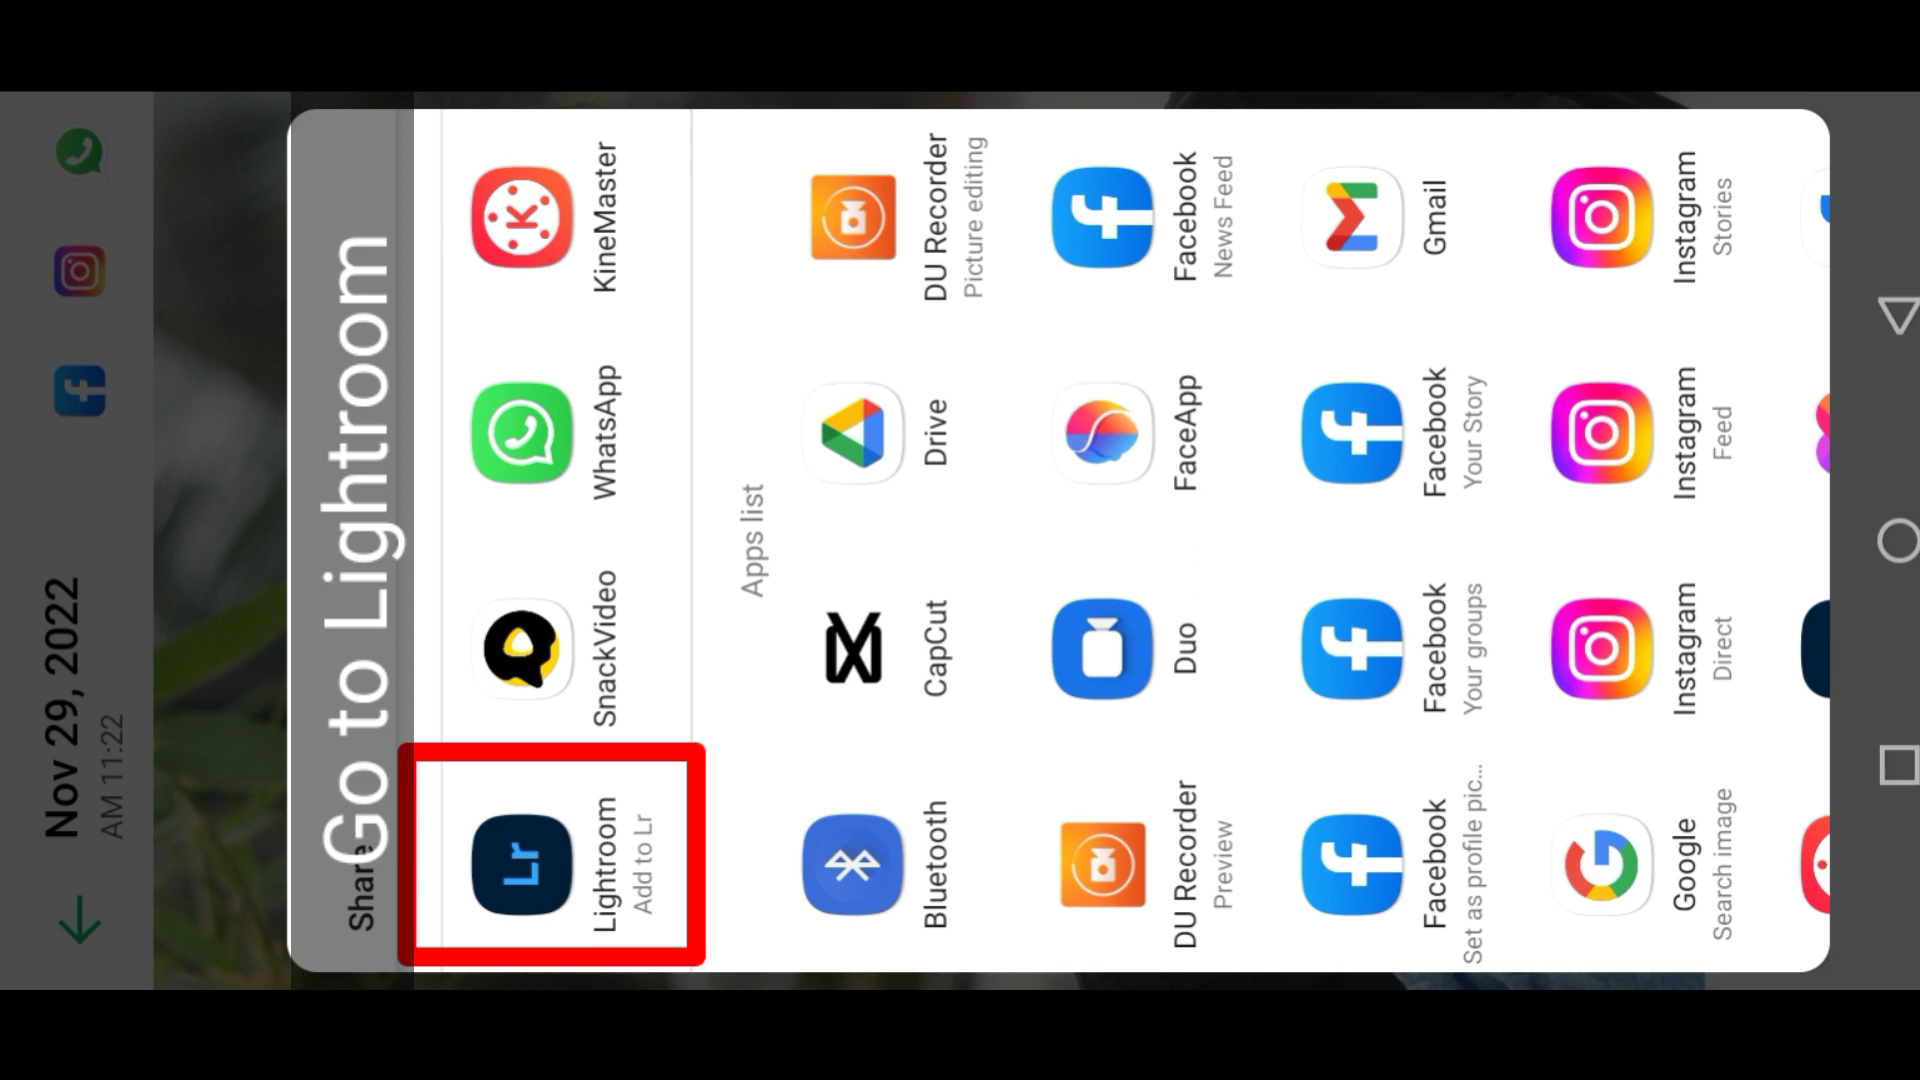 Nov 29, 2022
AM 11:22
Share
Go to Lightroom
Lr
Lightroom
Add to Lr
SnackVideo
WhatsApp
KineMaster
Apps list
Bluetooth
CapCut
Drive
DU Recorder
Picture editing
DU Recorder
Preview
Duo
FaceApp
Facebook
News Feed
Facebook
Set as profile pic...
Facebook
Your groups
Facebook
Your Story
Gmail
Google
Search image
Instagram
Direct
Instagram
Feed
Instagram
Stories